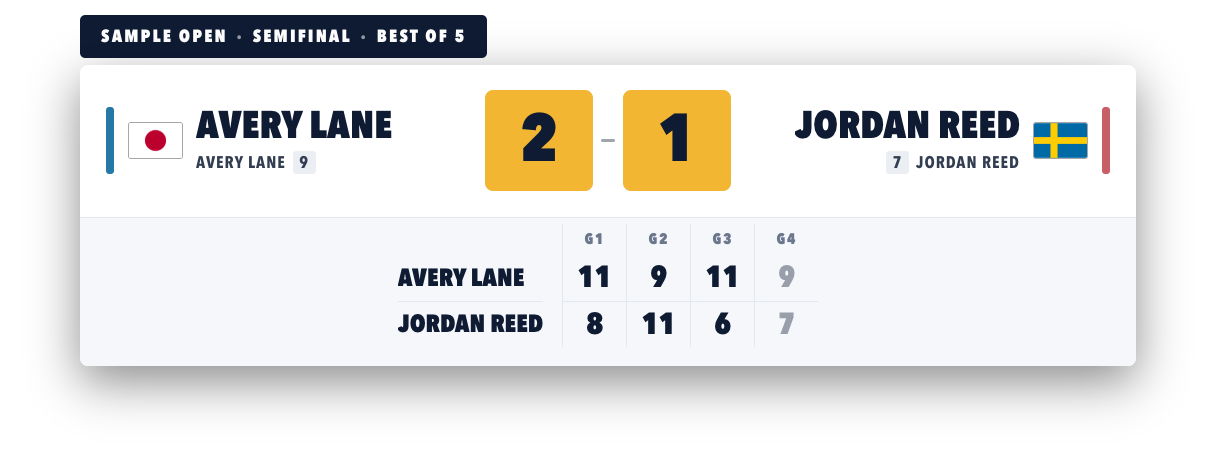 SAMPLE OPEN • SEMIFINAL • BEST OF 5
AVERY LANE 2 – 1 JORDAN REED
AVERY LANE 9 7 JORDAN REED
G1 G2 G3 G4
AVERY LANE 11 9 11 9
JORDAN REED 8 11 6 7